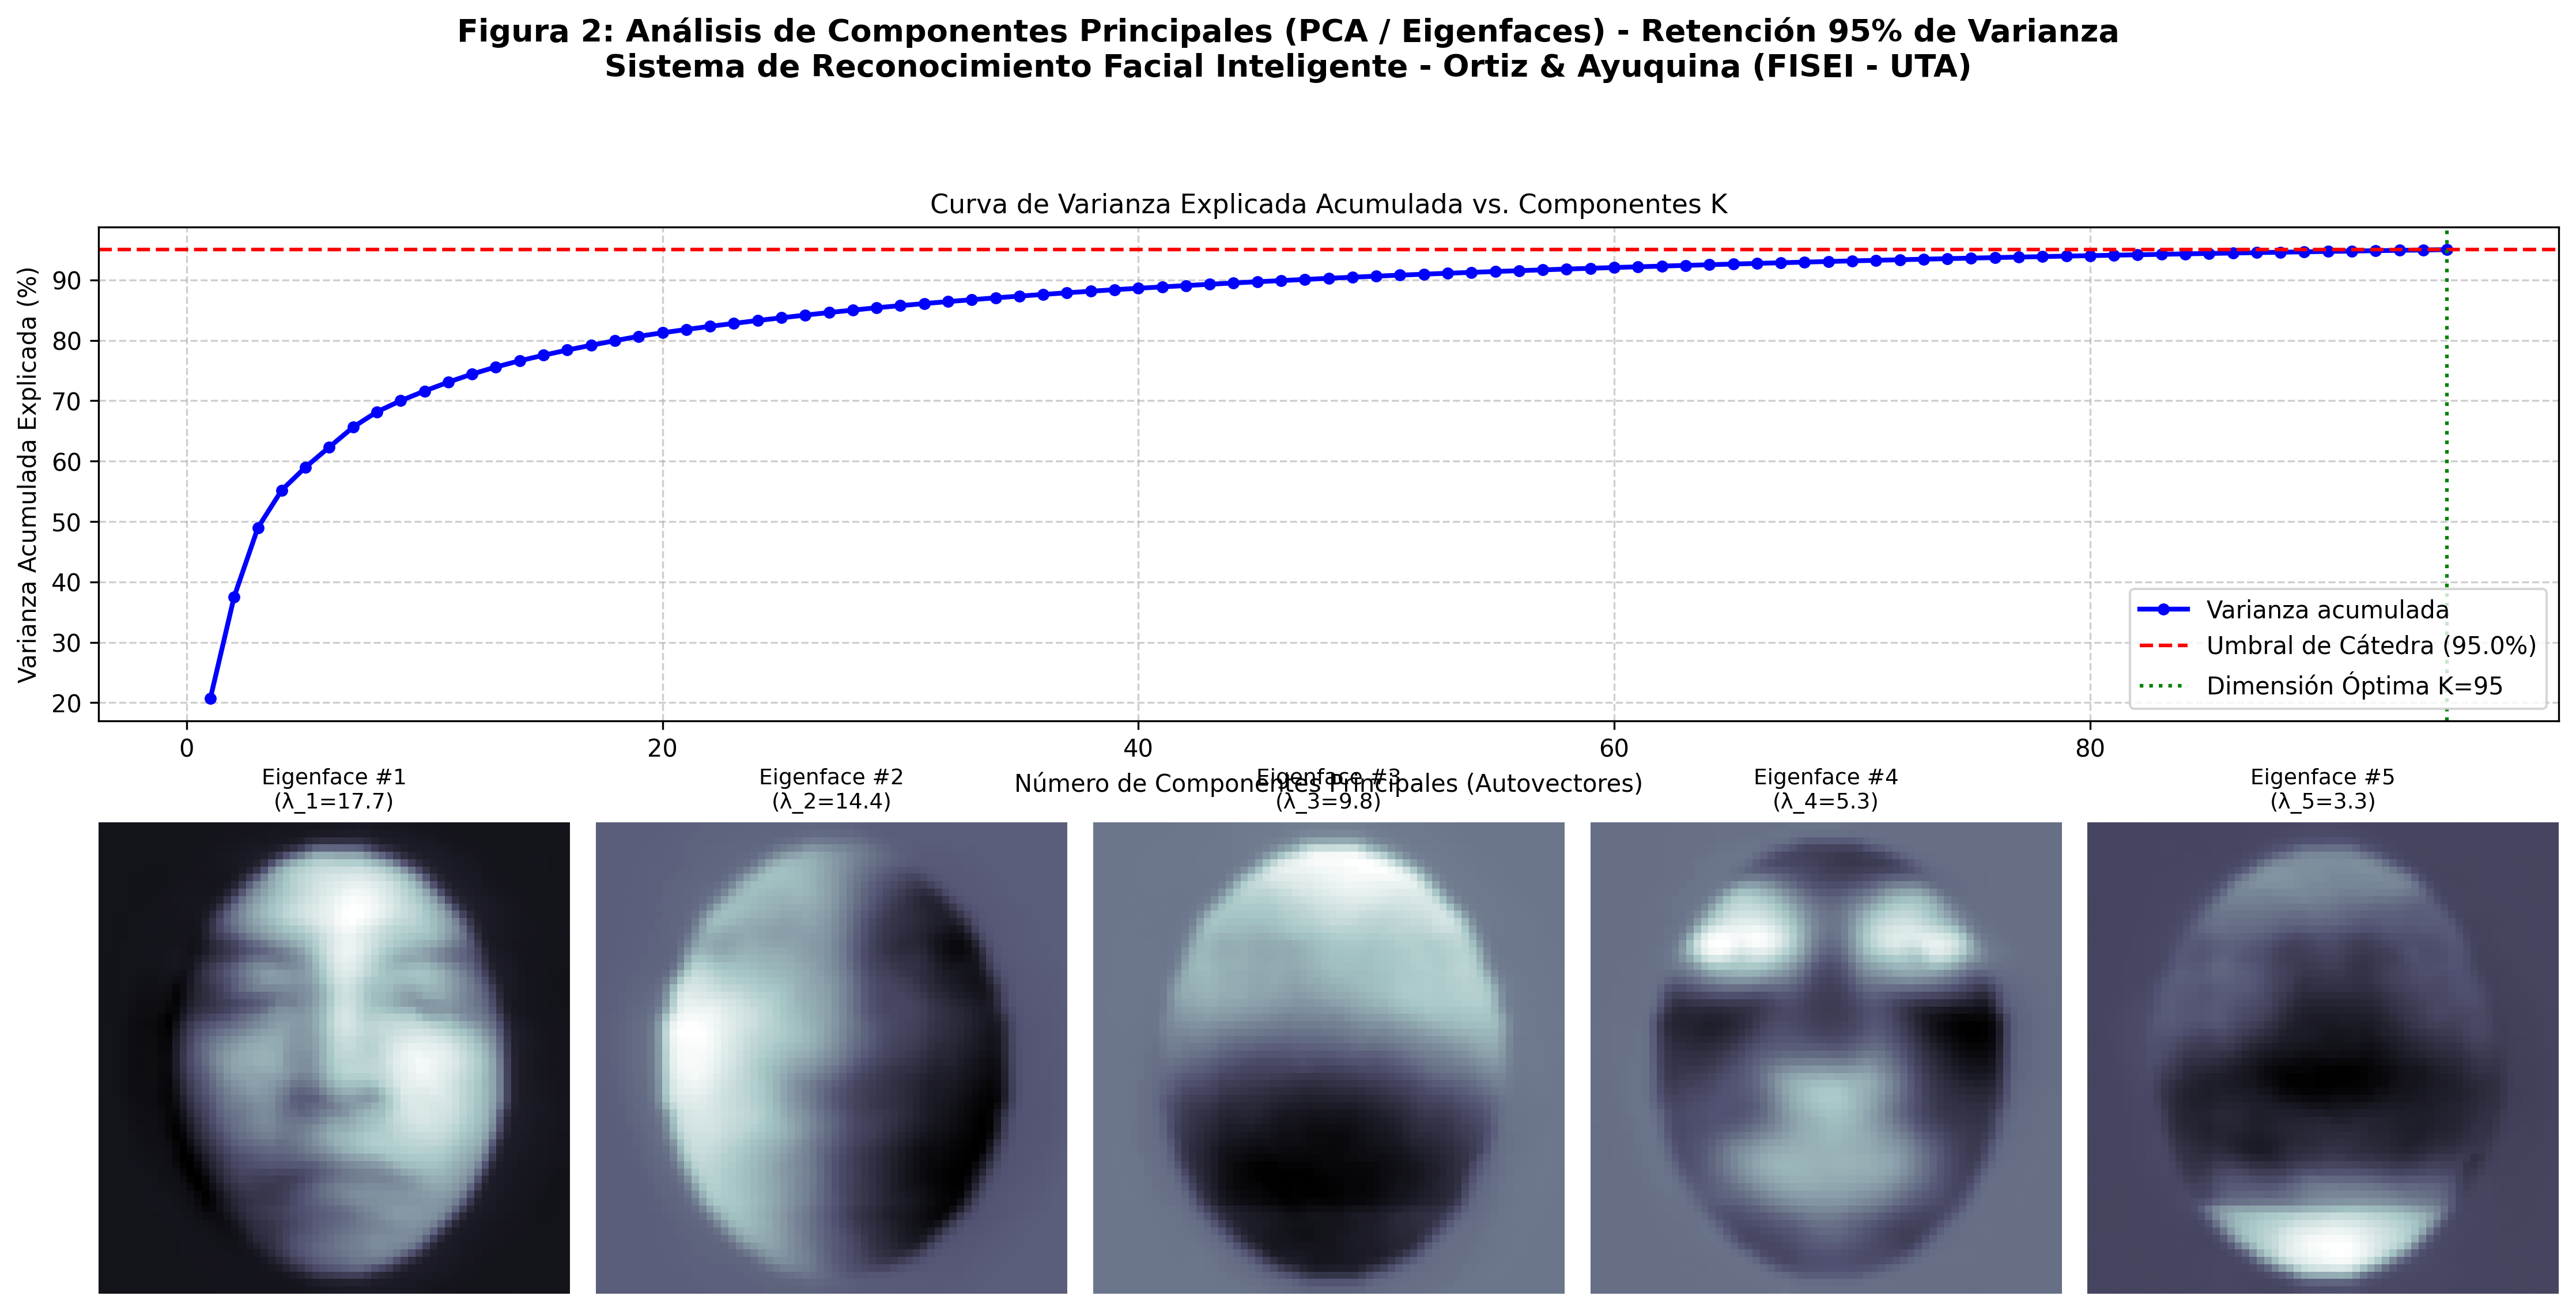 Figura 2: Análisis de Componentes Principales (PCA / Eigenfaces) - Retención 95% de Varianza
Sistema de Reconocimiento Facial Inteligente - Ortiz & Ayuquina (FISEI - UTA)
Curva de Varianza Explicada Acumulada vs. Componentes K
Varianza Acumulada Explicada (%)
90
80
70
60
50
40
30
20
Varianza acumulada
Umbral de Cátedra (95.0%)
Dimensión Óptima K=95
0 20 40 60 80
Número de Componentes Principales (Autovectores)
Eigenface #1
(λ_1=17.7)
Eigenface #2
(λ_2=14.4)
Eigenface #3
(λ_3=9.8)
Eigenface #4
(λ_4=5.3)
Eigenface #5
(λ_5=3.3)